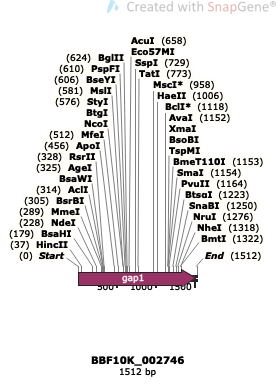 Created with SnapGene®
AcuI (658)
Eco57MI
(624) BglII SspI (729)
(610) PspFI TatI (773)
(606) BseYI MscI* (958)
(581) MslI HaeII (1006)
(576) StyI BclI* (1118)
BtgI AvaI (1152)
NcoI XmaI
(512) MfeI BsoBI
(456) ApoI TspMI
(328) RsrII BmeT110I (1153)
(325) AgeI SmaI (1154)
BsaWI PvuII (1164)
(314) AclI BtsαI (1223)
(305) BsrBI SnaBI (1250)
(289) MmeI NruI (1276)
(228) NdeI NheI (1318)
(179) BsaHI BmtI (1322)
(37) HincII
(0) Start End (1512)
gap1
500 1000 1500
BBF10K_002746
1512 bp